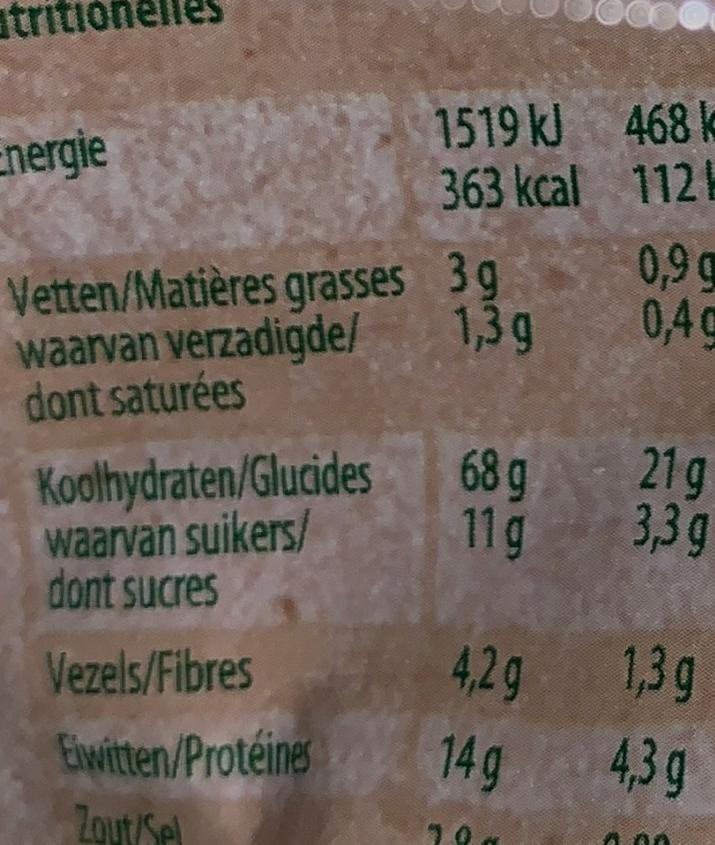 Energie 1519 kJ 468
363 kcal 112
Vetten/Matières grasses 3 g 0,9 g
waarvan verzadigde/ 1,3 g 0,4 g
dont saturées
Koolhydraten/Glucides 68 g 21 g
waarvan suikers/ 11 g 3,3 g
dont sucres
Vezels/Fibres 4,2 g 1,3 g
Eiwitten/Protéines 14 g 4,3 g
Zout/Sel